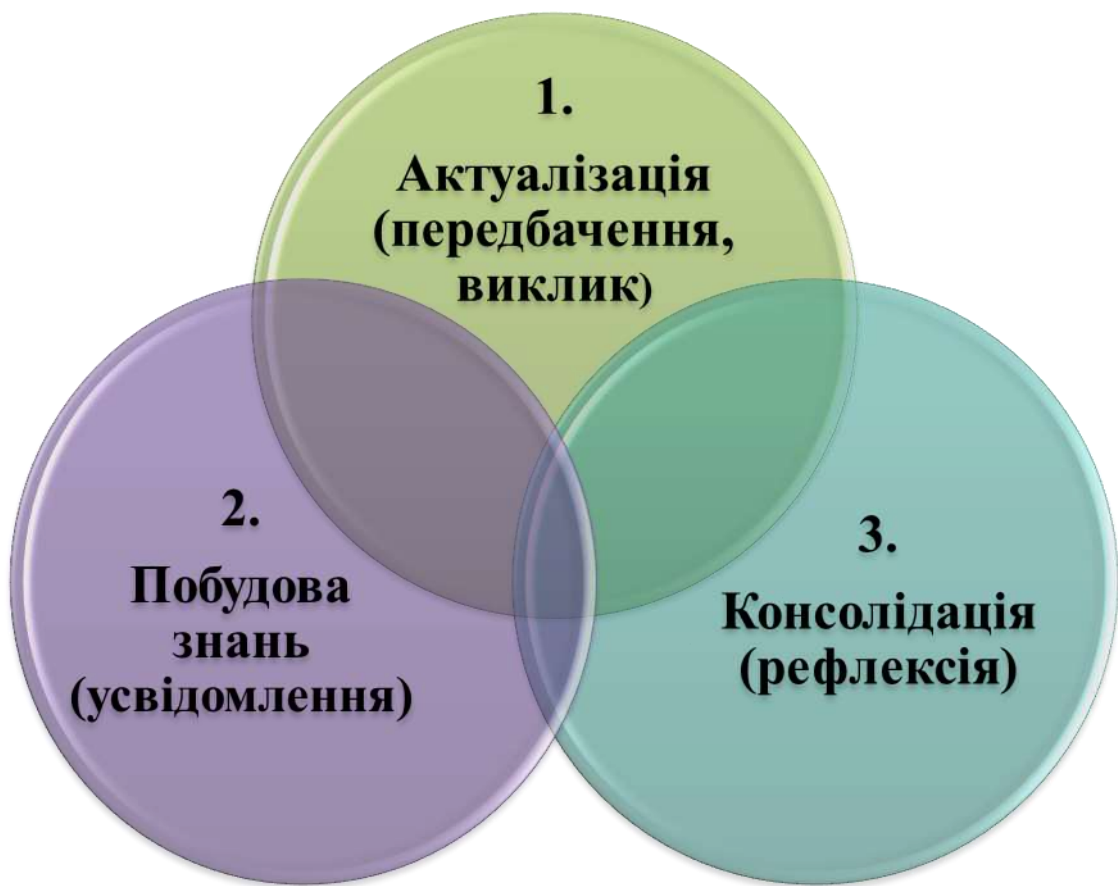 1.
Актуалізація
(передбачення,
виклик)
2.
Побудова
знань
(усвідомлення)
3.
Консолідація
(рефлексія)